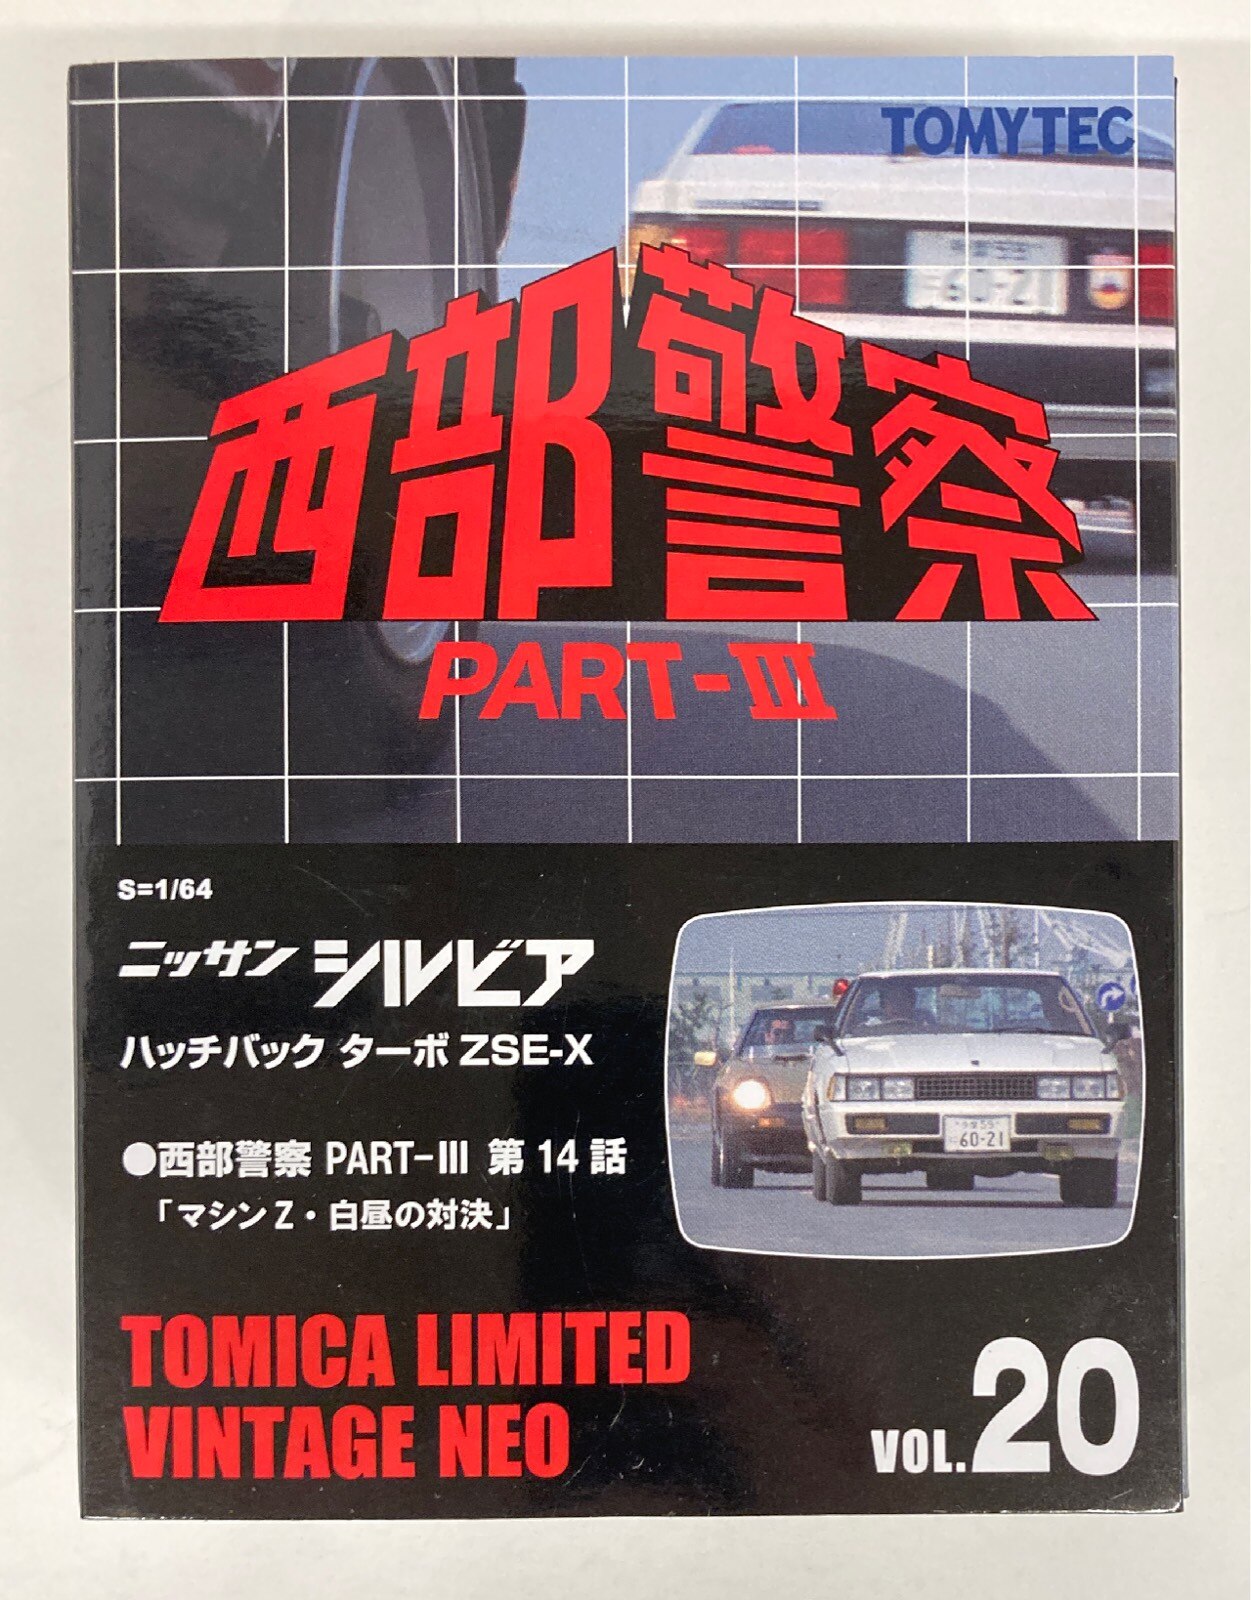 TOMYTEC
60-21
西部警察
PART-III
S=1/64
ニッサン シルビア
ハッチバック ターボ ZSE-X
60-21
●西部警察 PART-III 第14話
「マシンZ・白昼の対決」
TOMICA LIMITED
VINTAGE NEO
VOL.20